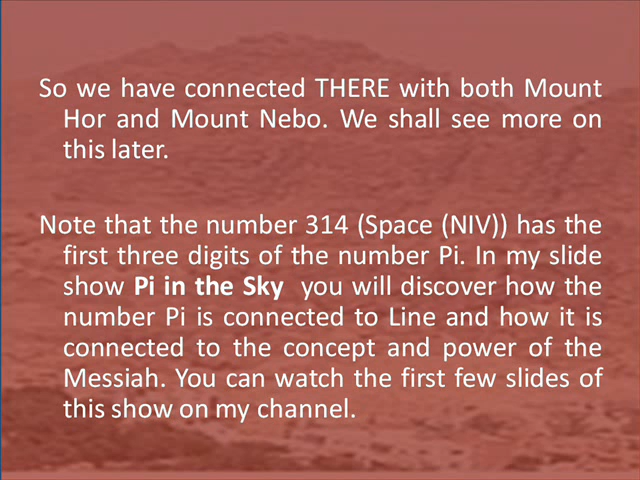 So we have connected THERE with both Mount
Hor and Mount Nebo. We shall see more on
this later.
Note that the number 314 (Space (NIV)) has the
first three digits of the number Pi. In my slide
show Pi in the Sky you will discover how the
number Pi is connected to Line and how it is
connected to the concept and power of the
Messiah. You can watch the first few slides of
this show on my channel.